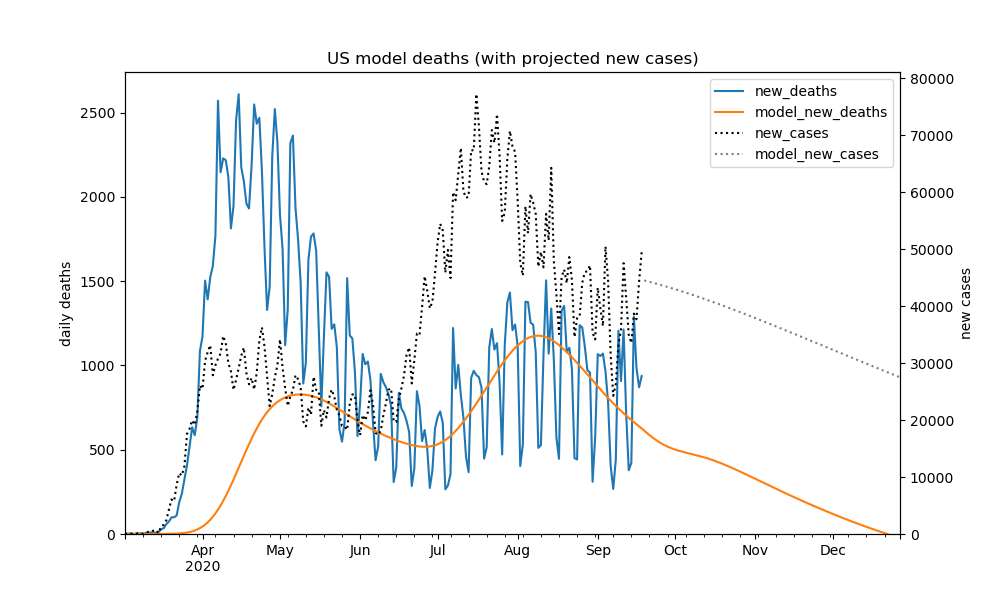 US model deaths (with projected new cases)
new_deaths
model_new_deaths
new_cases
model_new_cases
daily deaths
2500
2000
1500
1000
500
0
80000
70000
60000
50000
40000
30000
20000
10000
0
new cases
Apr
2020
May
Jun
Jul
Aug
Sep
Oct
Nov
Dec